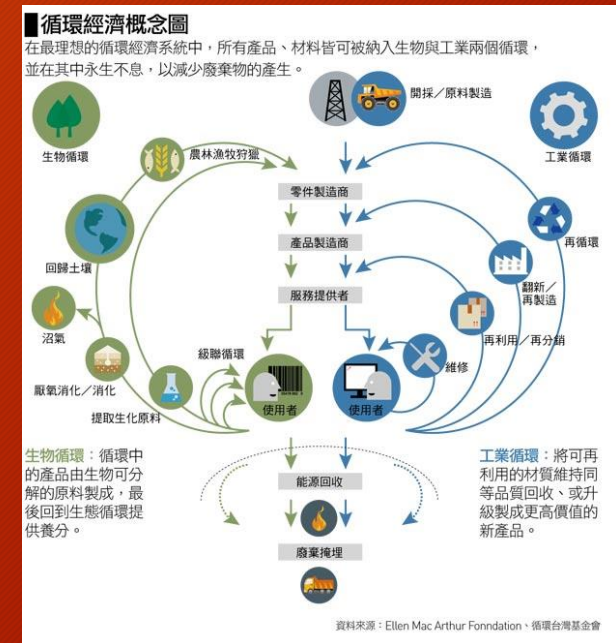 循環經濟概念圖
在最理想的循環經濟系統中，所有產品、材料皆可被納入生物與工業兩個循環，
並在其中永生不息，以減少廢棄物的產生。
開採／原料製造
生物循環
農林漁牧狩獵
工業循環
零件製造商
再循環
產品製造商
回歸土壤
翻新／
再製造
服務提供者
沼氣
再利用／再分銷
級聯循環
維修
厭氧消化／消化
提取生化原料
使用者
使用者
生物循環：循環中
的產品由生物可分
解的原料製成，最
後回到生態循環提
供養分。
工業循環：將可再
利用的材質維持同
等品質回收、或升
級製成更高價值的
新產品。
能源回收
廢棄掩埋
資料來源：Ellen Mac Arthur Fonndation、循環台灣基金會